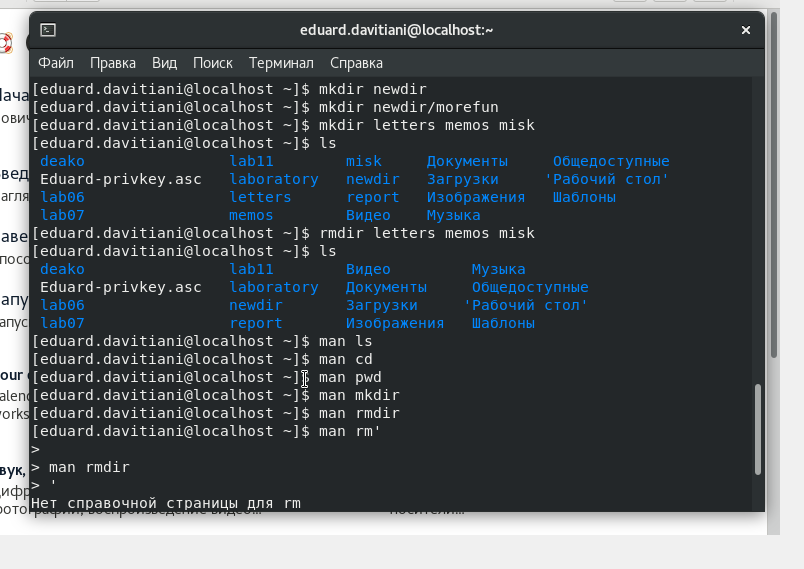 eduard.davitiani@localhost:~
Файл Правка Вид Поиск Терминал Справка
[eduard.davitiani@localhost ~]$ mkdir newdir
[eduard.davitiani@localhost ~]$ mkdir newdir/morefun
[eduard.davitiani@localhost ~]$ mkdir letters memos misk
[eduard.davitiani@localhost ~]$ ls
deako lab11 misk Документы Общедоступные
Eduard-privkey.asc laboratory newdir Загрузки 'Рабочий стол'
lab06 letters report Изображения Шаблоны
lab07 memos Видео Музыка
[eduard.davitiani@localhost ~]$ rmdir letters memos misk
[eduard.davitiani@localhost ~]$ ls
deako lab11 Видео Музыка
Eduard-privkey.asc laboratory Документы Общедоступные
lab06 newdir Загрузки 'Рабочий стол'
lab07 report Изображения Шаблоны
[eduard.davitiani@localhost ~]$ man ls
[eduard.davitiani@localhost ~]$ man cd
[eduard.davitiani@localhost ~]$ man pwd
[eduard.davitiani@localhost ~]$ man mkdir
[eduard.davitiani@localhost ~]$ man rmdir
[eduard.davitiani@localhost ~]$ man rm'
>
> man rmdir
> '
Нет справочной страницы для rm